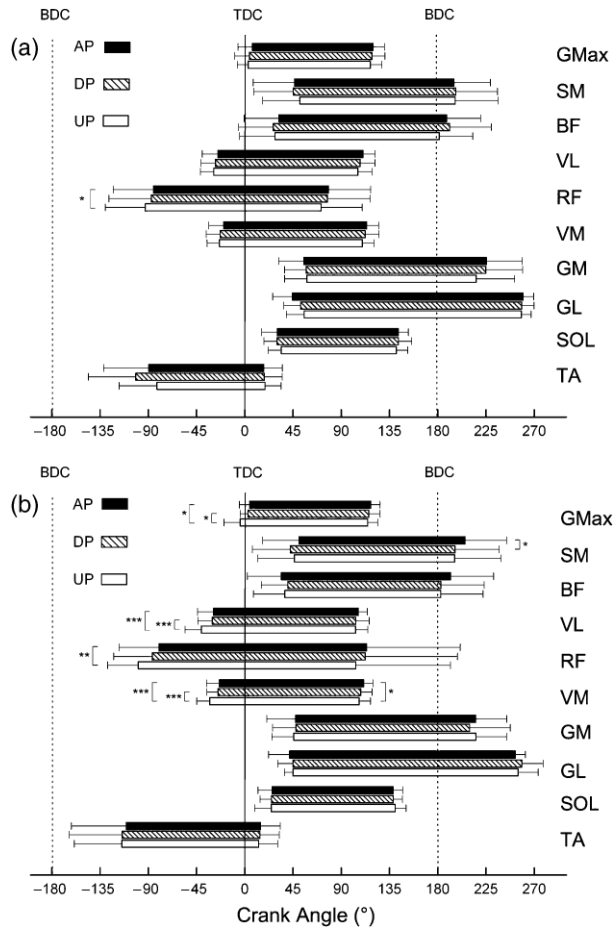 BDC TDC BDC
(a)
AP
DP
UP
GMax
SM
BF
VL
* RF
VM
GM
GL
SOL
TA
−180 −135 −90 −45 0 45 90 135 180 225 270
BDC TDC BDC
(b)
AP
DP
UP
* * GMax
* SM
BF
*** *** VL
** RF
*** *** * VM
GM
GL
SOL
TA
−180 −135 −90 −45 0 45 90 135 180 225 270
Crank Angle (°)